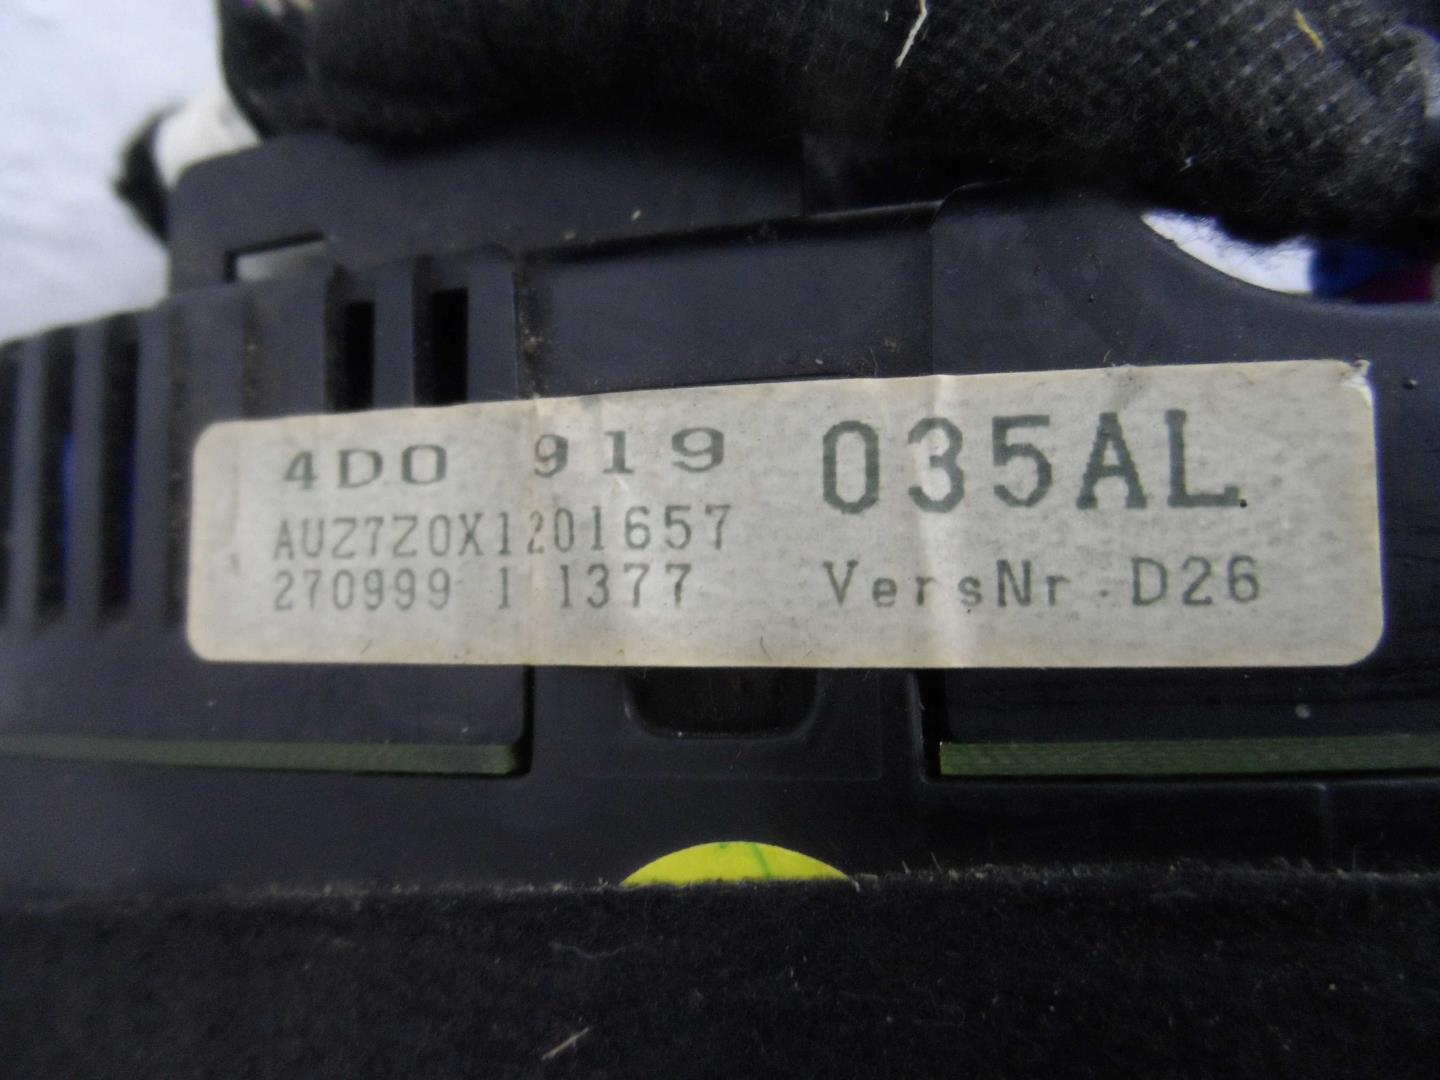 4D0 919 035AL
AUZ7Z0X1201657
270999 1 1377 VersNr. D26